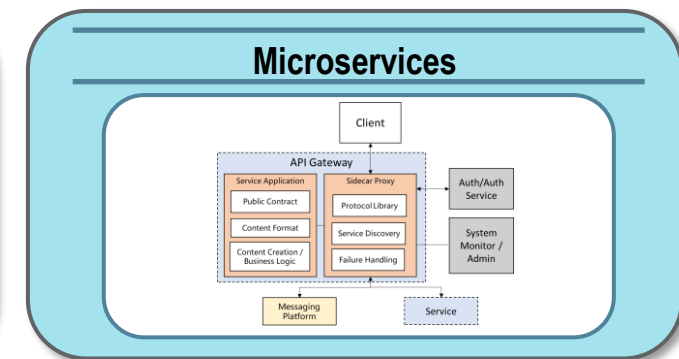 Microservices
Client
API Gateway
Service Application
Public Contract
Content Format
Content Creation /
Business Logic
Sidecar Proxy
Protocol Library
Service Discovery
Failure Handling
Auth/Auth
Service
System
Monitor /
Admin
Messaging
Platform
Service